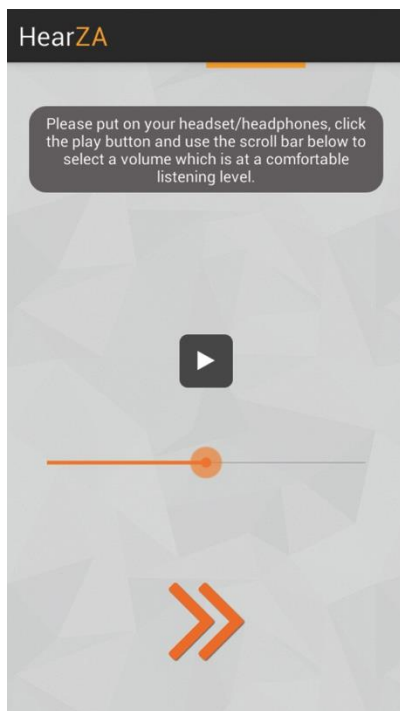 HearZA
Please put on your headset/headphones, click
the play button and use the scroll bar below to
select a volume which is at a comfortable
listening level.